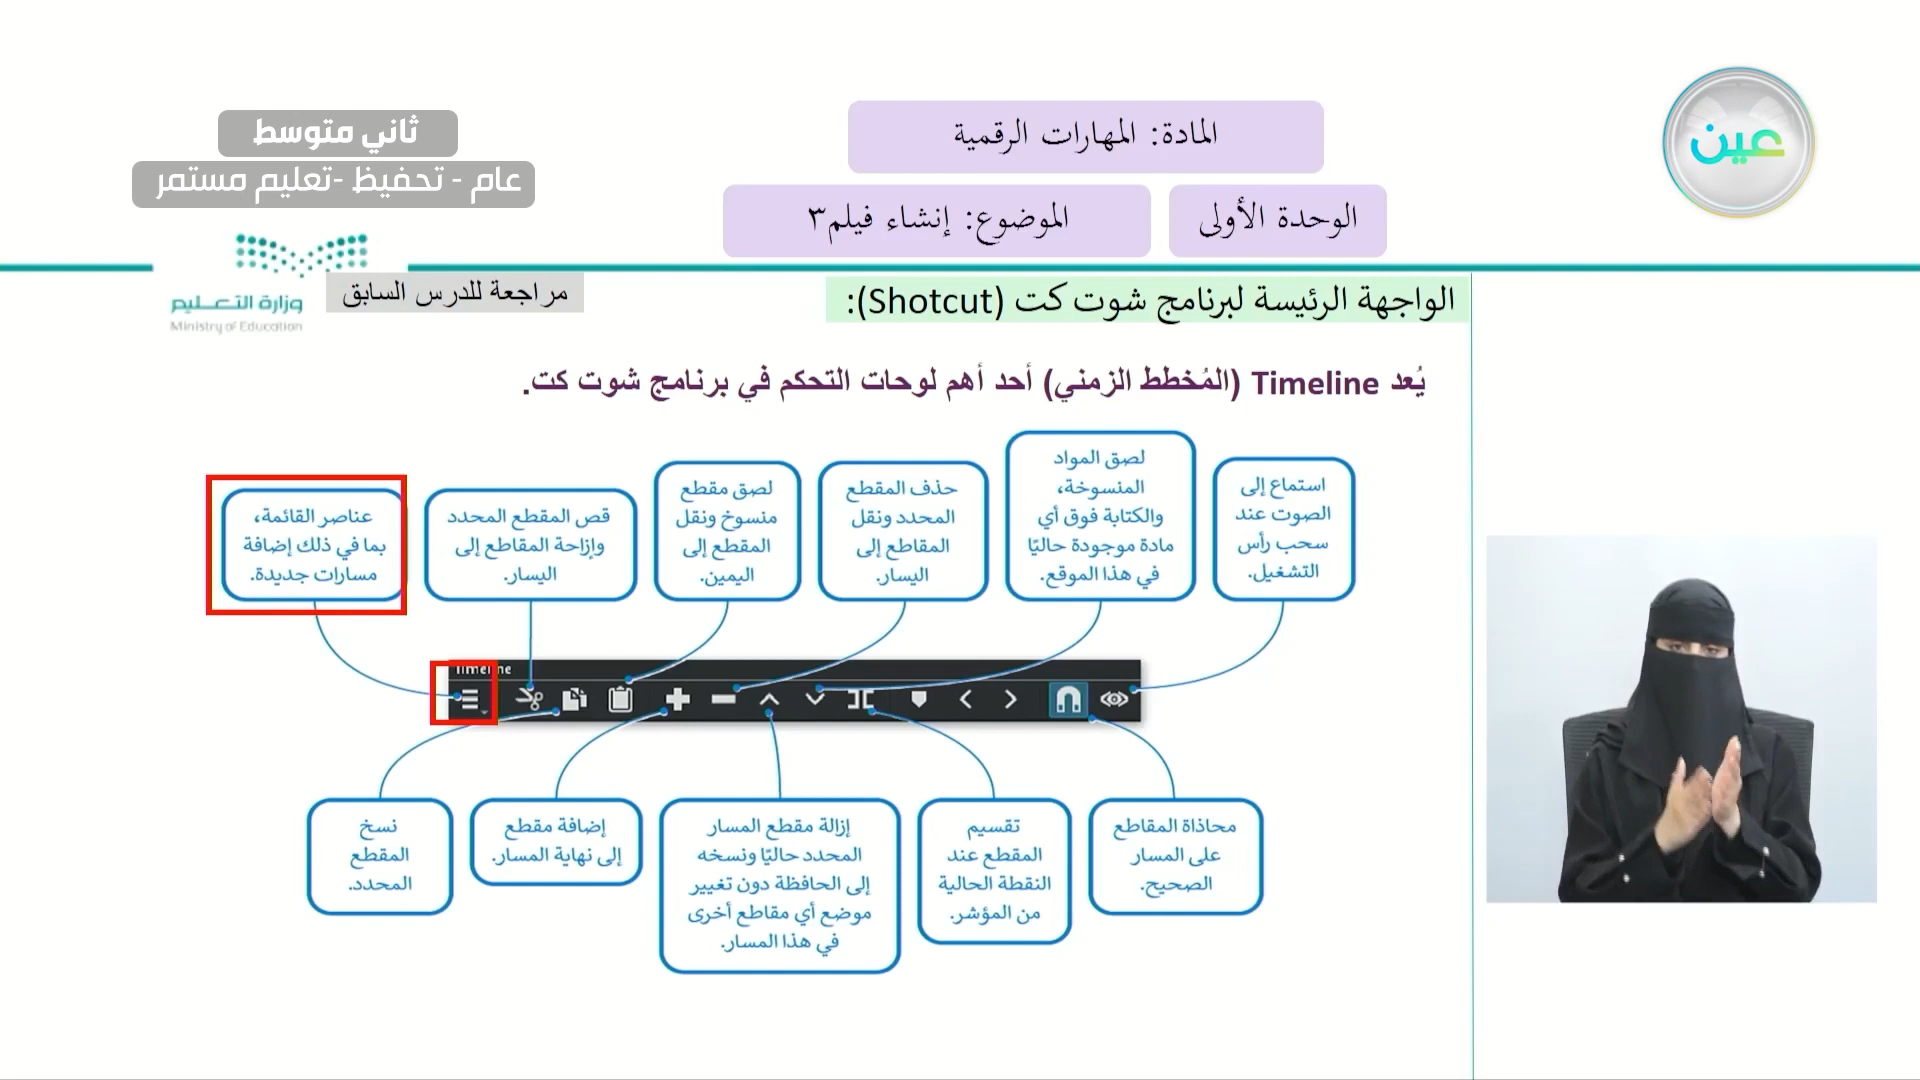 عين
المادة: المهارات الرقمية
الوحدة الأولى
الموضوع: إنشاء فيلم٣
ثاني متوسط
عام - تحفيظ -تعليم مستمر
وزارة التعـــليم
Ministry of Education
مراجعة للدرس السابق
الواجهة الرئيسة لبرنامج شوت كت (Shotcut):
يُعد Timeline (المُخطط الزمني) أحد أهم لوحات التحكم في برنامج شوت كت.
استماع إلى
الصوت عند
سحب رأس
التشغيل.
لصق المواد
المنسوخة،
والكتابة فوق أي
مادة موجودة حاليًا
في هذا الموقع.
حذف المقطع
المحدد ونقل
المقاطع إلى
اليسار.
لصق مقطع
منسوخ ونقل
المقطع إلى
اليمين.
قص المقطع المحدد
وإزاحة المقاطع إلى
اليسار.
عناصر القائمة،
بما في ذلك إضافة
مسارات جديدة.
Timeline
محاذاة المقاطع
على المسار
الصحيح.
تقسيم
المقطع عند
النقطة الحالية
من المؤشر.
إزالة مقطع المسار
المحدد حاليًا ونسخه
إلى الحافظة دون تغيير
موضع أي مقاطع أخرى
في هذا المسار.
إضافة مقطع
إلى نهاية المسار.
نسخ
المقطع
المحدد.